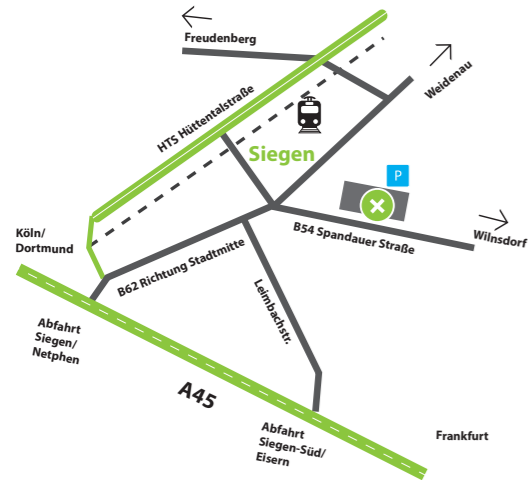 Freudenberg
Weidenau
HTS Hüttentalstraße
Siegen
P
Köln/
Dortmund
B54 Spandauer Straße
Wilnsdorf
B62 Richtung Stadtmitte
Leimbachstr.
Abfahrt
Siegen/
Netphen
A45
Abfahrt
Siegen-Süd/
Eisern
Frankfurt